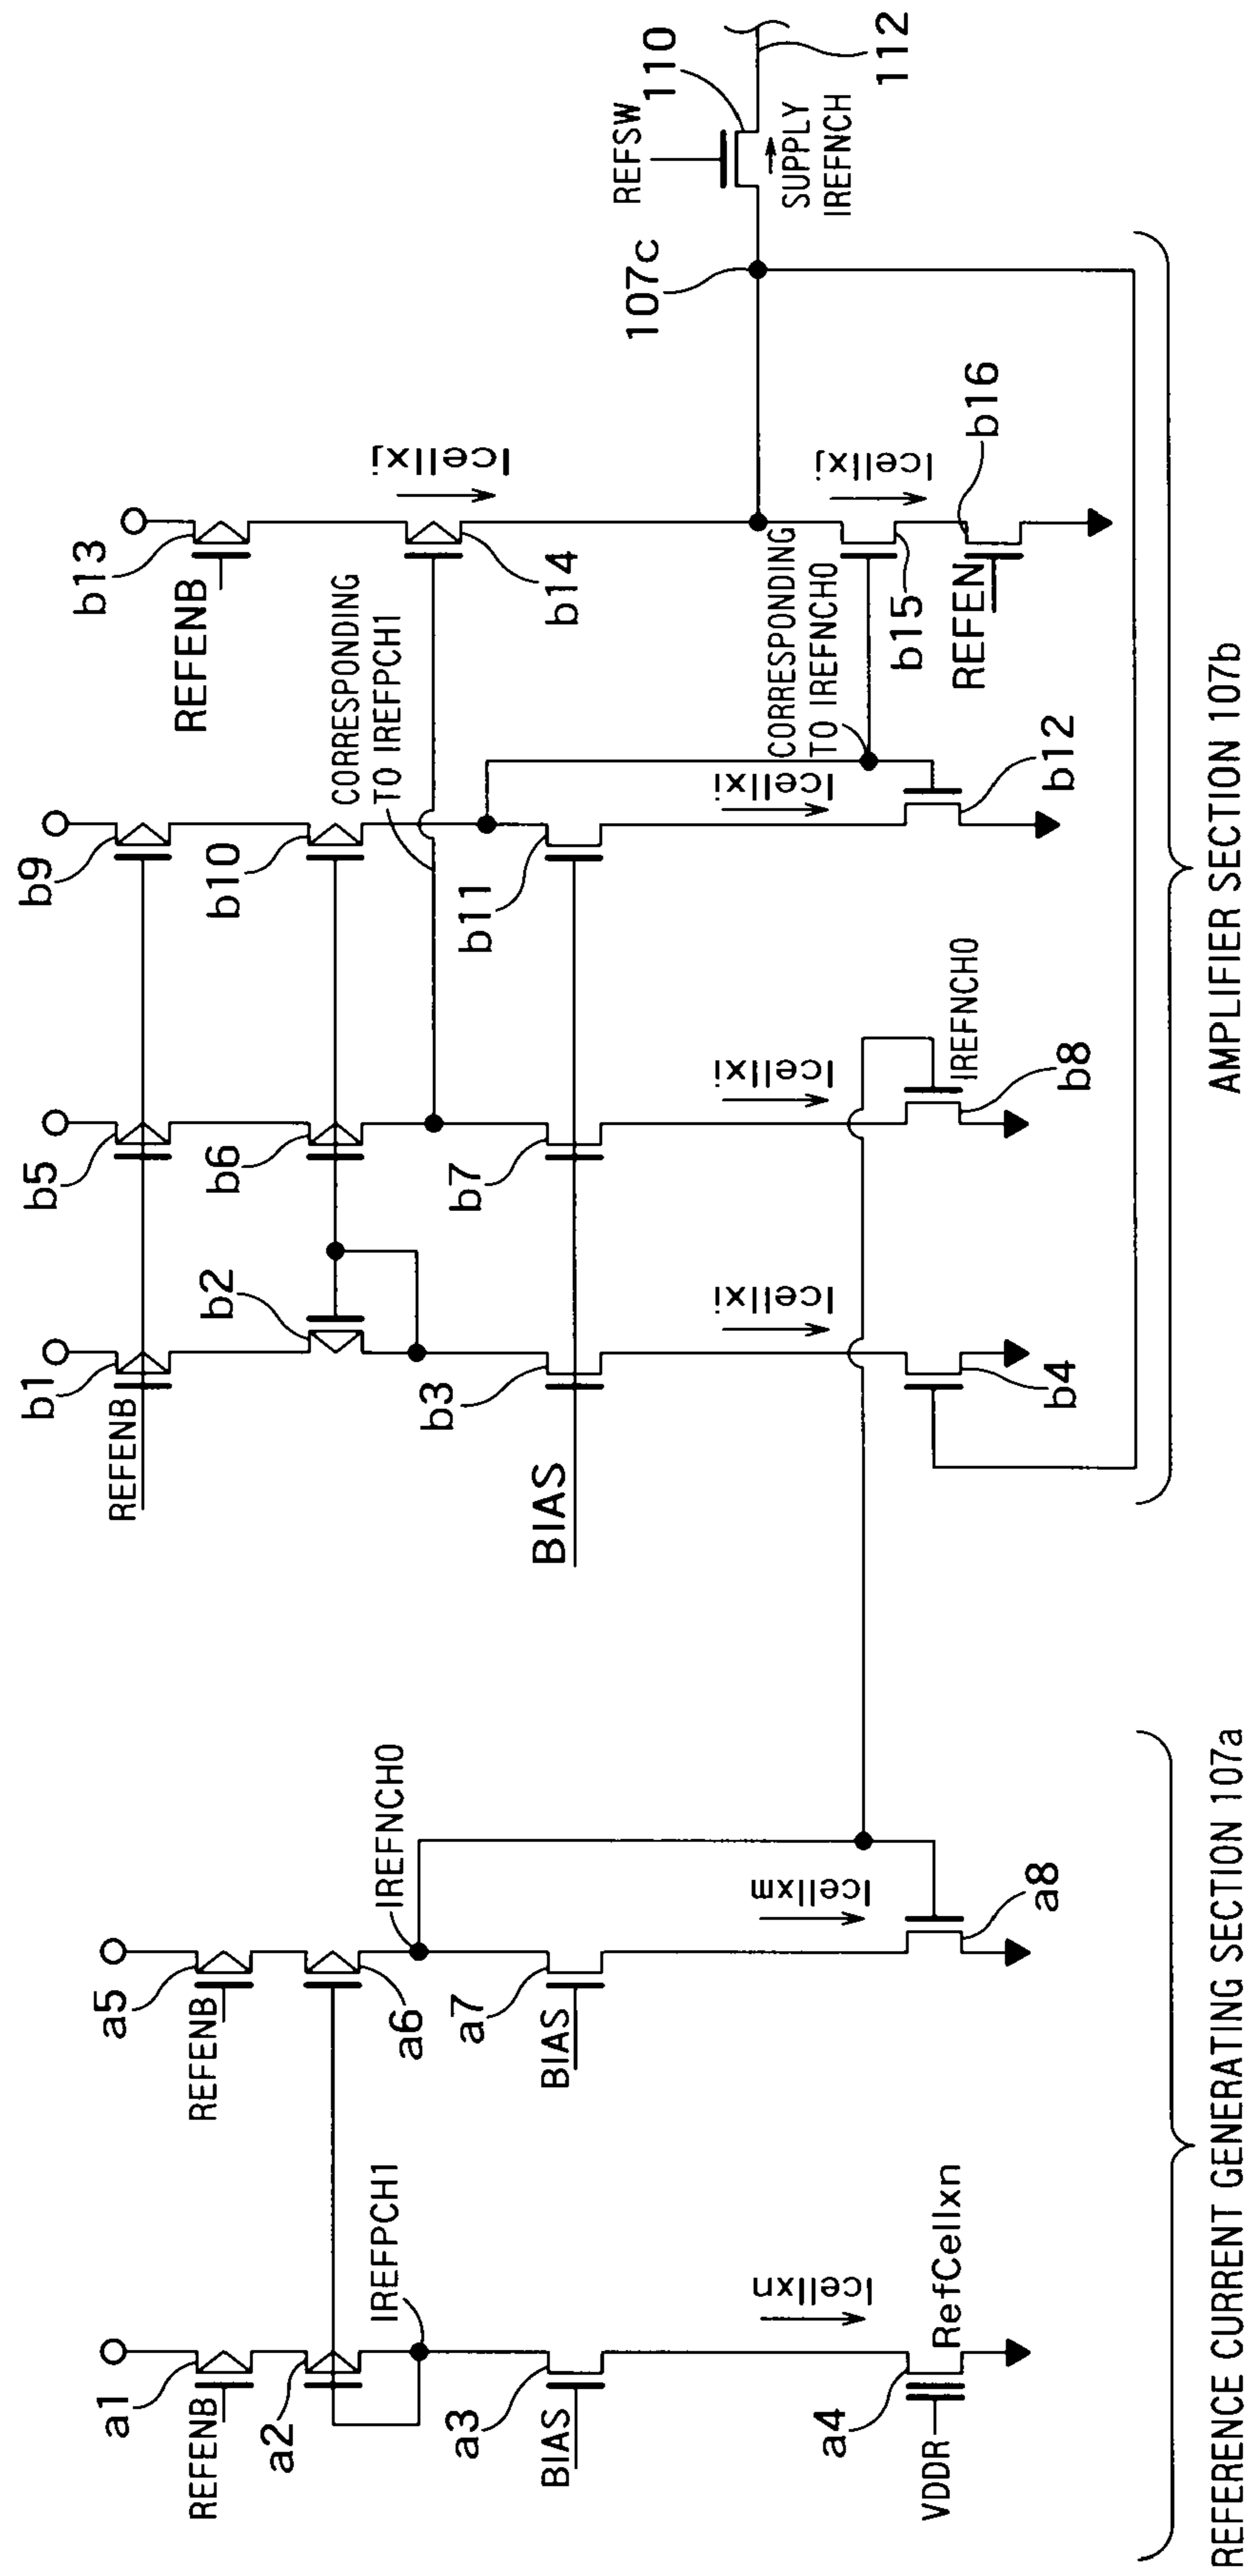 a1
REFENB
a2
IREFPCH1
a3
BIAS
Icellxn
a4
VDDR
RefCellxn
a5
REFENB
a6
IREFNCH0
a7
BIAS
Icellxm
a8
REFERENCE CURRENT GENERATING SECTION 107a
b1
REFENB
b2
b3
BIAS
Icellxi
b4
b5
b6
b7
Icellxi
b8
IREFNCH0
b9
b10
CORRESPONDING
TO IREFPCH1
b11
Icellxi
b12
b13
REFENB
Icellxj
b14
CORRESPONDING
TO IREFNCH0
b15
Icellxj
REFEN
b16
107c
REFSW
110
SUPPLY
IREFNCH
112
AMPLIFIER SECTION 107b